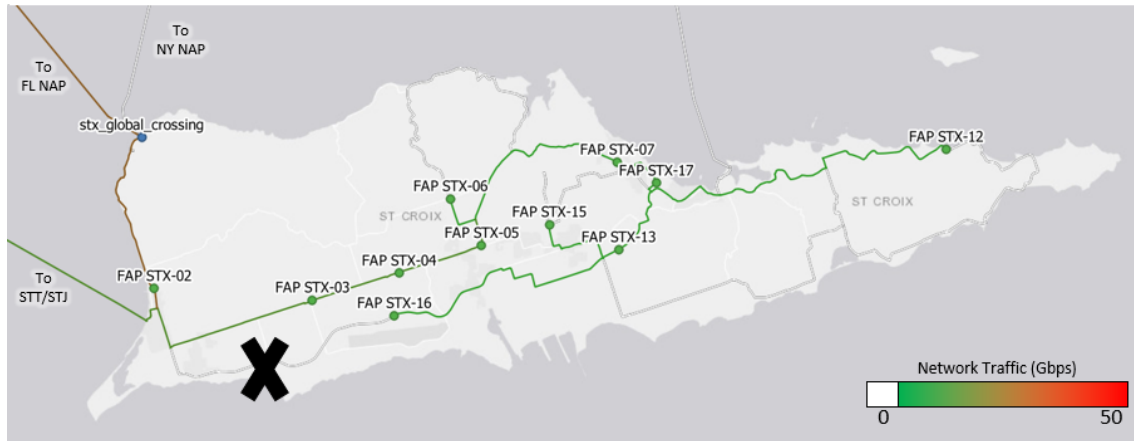 To
NY NAP
To
FL NAP
stx_global_crossing
FAP STX-12
FAP STX-07
FAP STX-17
FAP STX-06
ST CROIX
ST CROIX
FAP STX-15
FAP STX-05
FAP STX-13
FAP STX-04
FAP STX-02
To
STT/STJ
FAP STX-03
FAP STX-16
X
Network Traffic (Gbps)
0
50